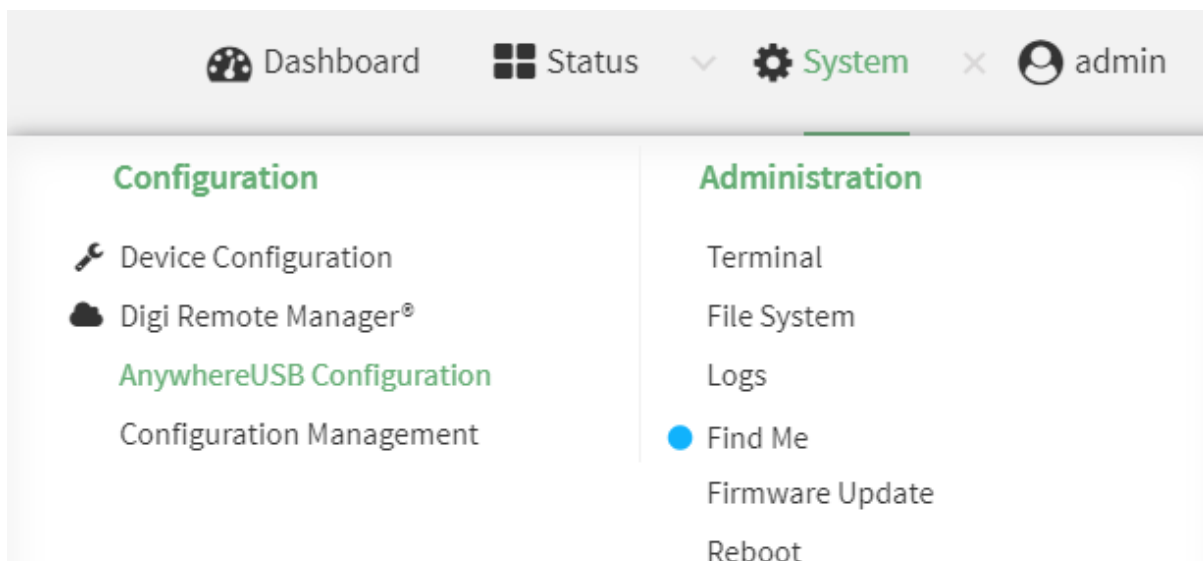 Dashboard Status System admin
Configuration
Device Configuration
Digi Remote Manager®
AnywhereUSB Configuration
Configuration Management
Administration
Terminal
File System
Logs
Find Me
Firmware Update
Reboot